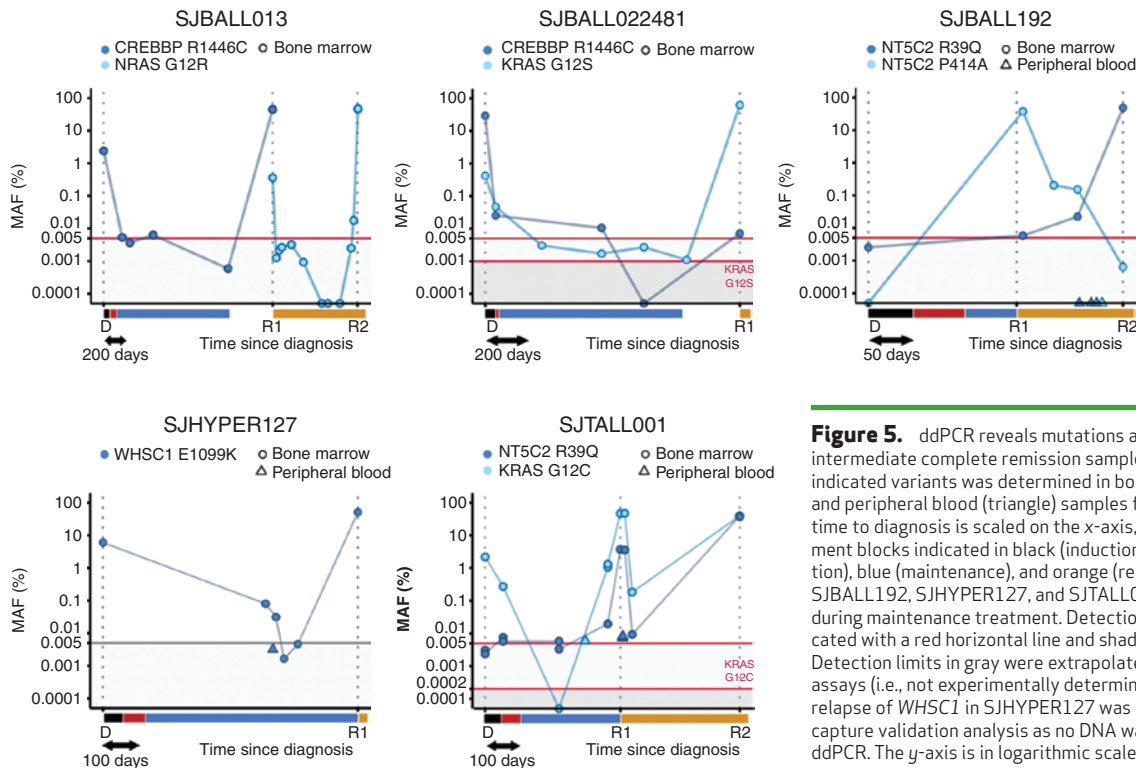 SJBALL013
CREBBP R1446C Bone marrow
NRAS G12R
MAF (%)
100
10
1
0.1
0.01
0.005
0.001
0.0001
D R1 R2
Time since diagnosis
200 days
SJBALL022481
CREBBP R1446C Bone marrow
KRAS G12S
MAF (%)
100
10
1
0.1
0.01
0.005
0.001
0.0001
KRAS
G12S
D R1
Time since diagnosis
200 days
SJBALL192
NT5C2 R39Q Bone marrow
NT5C2 P414A Peripheral blood
MAF (%)
100
10
1
0.1
0.01
0.005
0.001
0.0001
D R1 R2
Time since diagnosis
50 days
SJHYPER127
WHSC1 E1099K Bone marrow
Peripheral blood
MAF (%)
100
10
1
0.1
0.01
0.005
0.001
0.0001
D R1
Time since diagnosis
100 days
SJTALL001
NT5C2 R39Q Bone marrow
KRAS G12C Peripheral blood
MAF (%)
100
10
1
0.1
0.01
0.005
0.001
0.0002
0.0001
KRAS
G12C
D R1 R2
Time since diagnosis
100 days
Figure 5. ddPCR reveals mutations a
intermediate complete remission sample
indicated variants was determined in bo
and peripheral blood (triangle) samples f
time to diagnosis is scaled on the x-axis,
ment blocks indicated in black (induction
tion), blue (maintenance), and orange (re
SJBALL192, SJHYPER127, and SJTALL0
during maintenance treatment. Detectio
cated with a red horizontal line and shad
Detection limits in gray were extrapolate
assays (i.e., not experimentally determin
relapse of WHSC1 in SJHYPER127 was
capture validation analysis as no DNA wa
ddPCR. The y-axis is in logarithmic scale